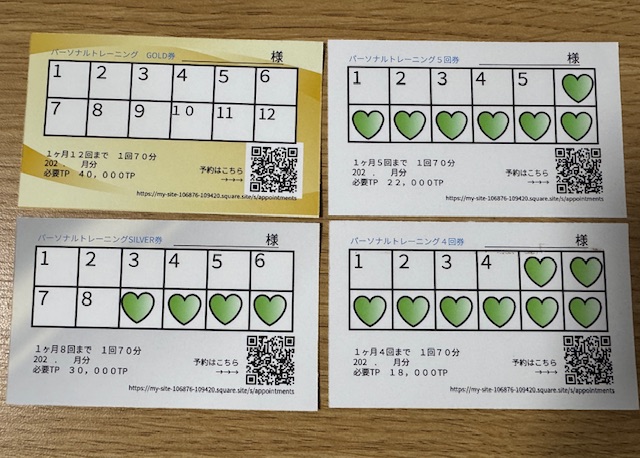 パーソナルトレーニング GOLD券 様
1 2 3 4 5 6
7 8 9 10 11 12
1ヶ月12回まで 1回70分
202 . 月分
必要TP 40,000TP
予約はこちら
→→→
https://my-site-106876-109420.square.site/s/appointments
パーソナルトレーニング5回券 様
1 2 3 4 5
1ヶ月5回まで 1回70分
202 . 月分
必要TP 22,000TP
予約はこちら
→→→
https://my-site-106876-109420.square.site/s/appointments
パーソナルトレーニングSILVER券 様
1 2 3 4 5 6
7 8
1ヶ月8回まで 1回70分
202 . 月分
必要TP 30,000TP
予約はこちら
→→→
https://my-site-106876-109420.square.site/s/appointments
パーソナルトレーニング4回券 様
1 2 3 4
1ヶ月4回まで 1回70分
202 . 月分
必要TP 18,000TP
予約はこちら
→→→
https://my-site-106876-109420.square.site/s/appointments